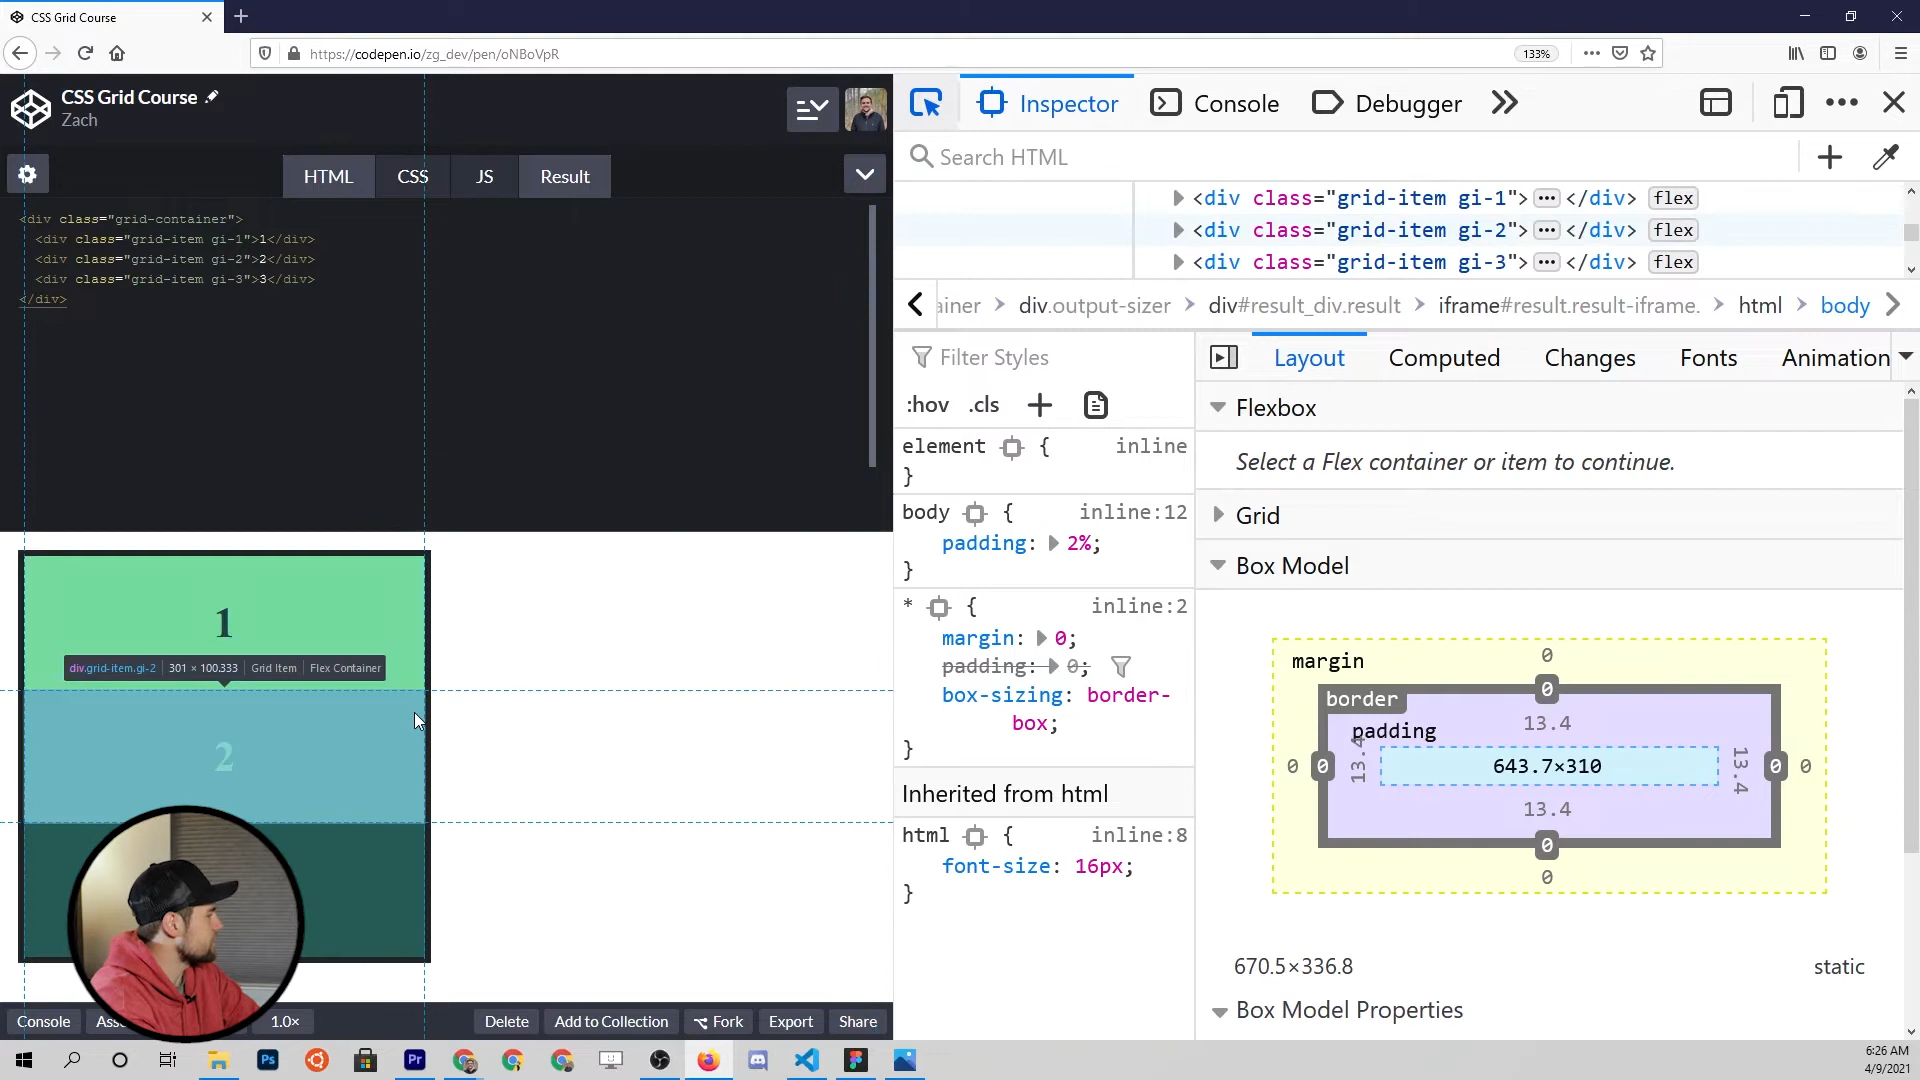 CSS Grid Course
https://codepen.io/zg_dev/pen/oNBoVpR
133%
CSS Grid Course
Zach
HTML
CSS
JS
Result
<div class="grid-container">
<div class="grid-item gi-1">1</div>
<div class="grid-item gi-2">2</div>
<div class="grid-item gi-3">3</div>
</div>
1
div.grid-item.gi-2 301 × 100.333 Grid Item Flex Container
2
Console
1.0×
Delete
Add to Collection
Fork
Export
Share
Inspector
Console
Debugger
Search HTML
<div class="grid-item gi-1"></div> flex
<div class="grid-item gi-2"></div> flex
<div class="grid-item gi-3"></div> flex
div.output-sizer
div#result_div.result
iframe#result.result-iframe.
html
body
Filter Styles
:hov .cls
element { inline
}
body { inline:12
padding: 2%;
}
* { inline:2
margin: 0;
padding: 0;
box-sizing: border-
box;
}
Inherited from html
html { inline:8
font-size: 16px;
}
Layout
Computed
Changes
Fonts
Animation
Flexbox
Select a Flex container or item to continue.
Grid
Box Model
margin 0
border 0
padding 13.4
0 0 13.4 643.7×310 13.4 0 0
13.4
0
0
670.5×336.8 static
Box Model Properties
Ps
Pr
6:26 AM
4/9/2021